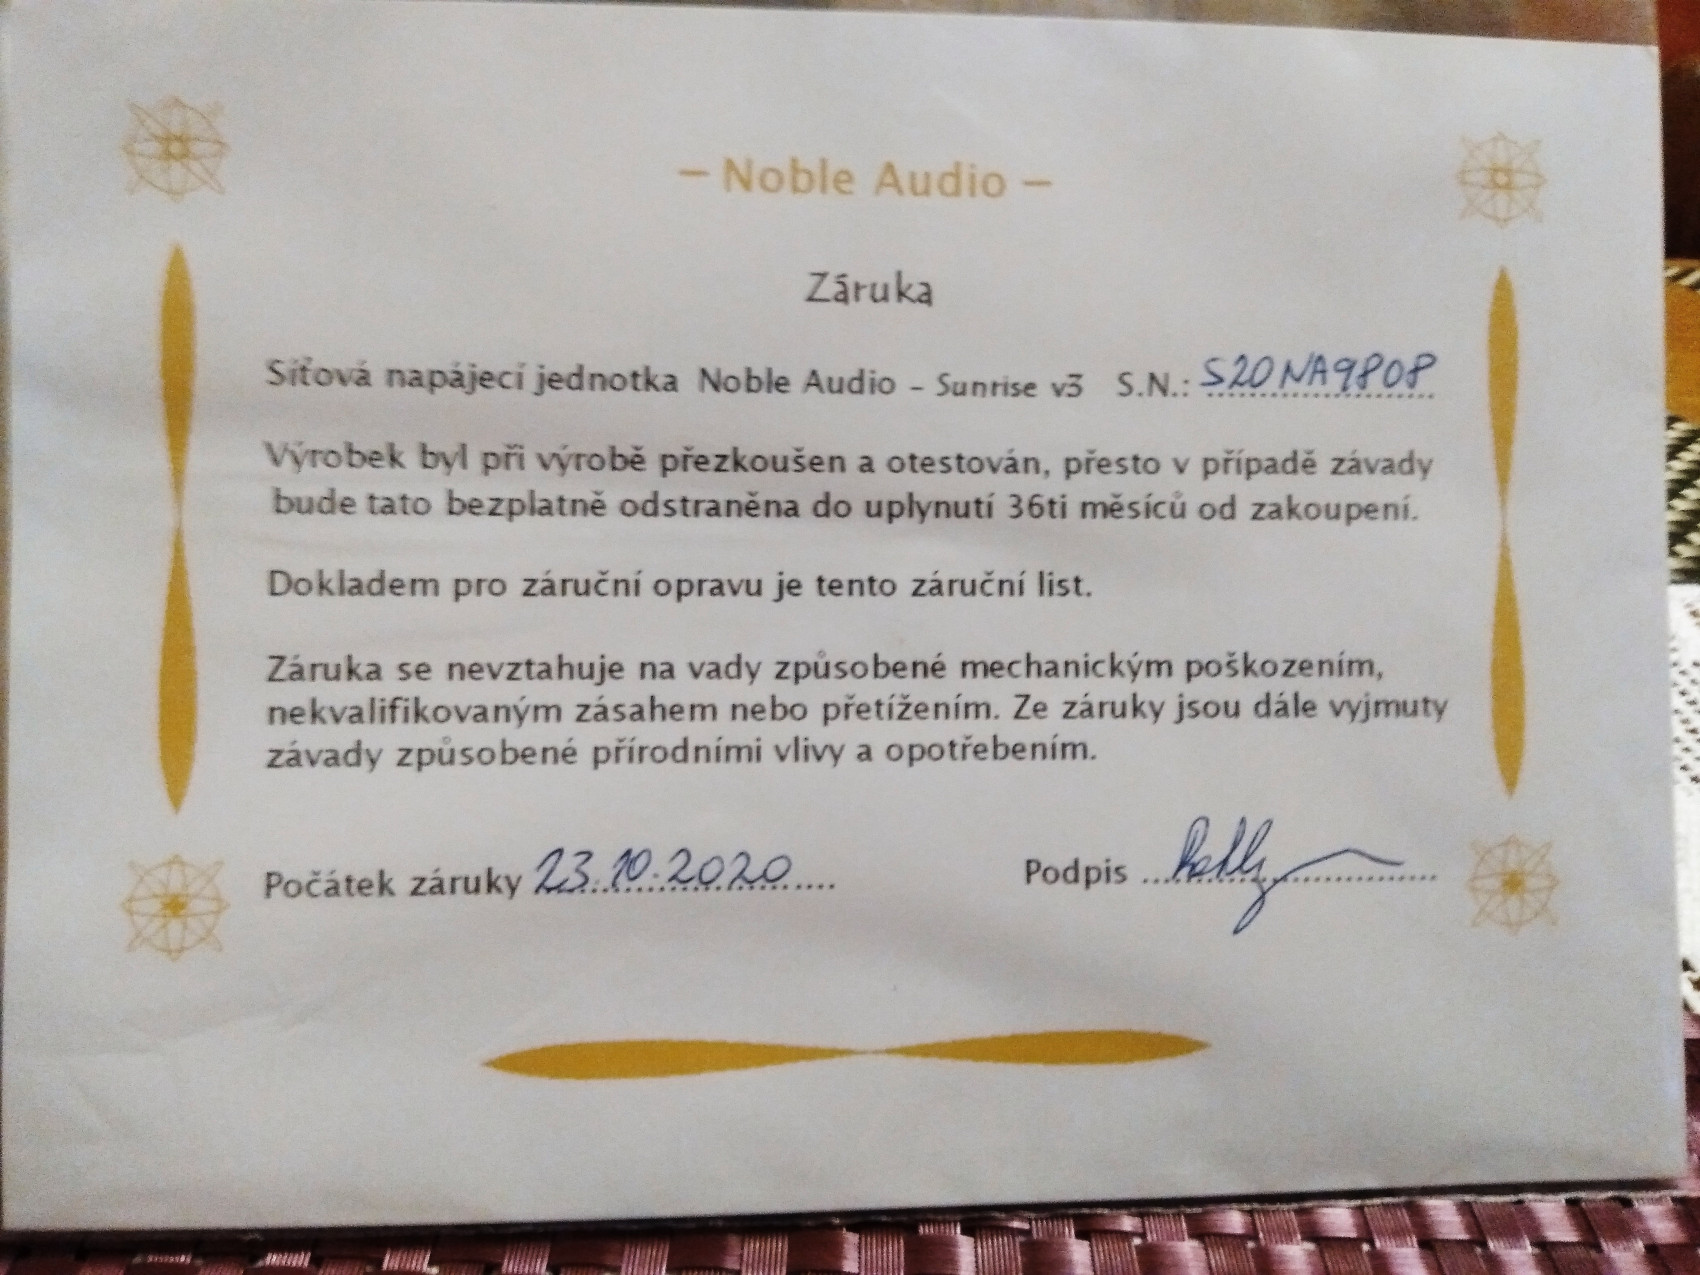 – Noble Audio –
Záruka
Síťová napájecí jednotka Noble Audio – Sunrise v3 S.N.: S20NA9808
Výrobek byl při výrobě přezkoušen a otestován, přesto v případě závady
bude tato bezplatně odstraněna do uplynutí 36ti měsíců od zakoupení.
Dokladem pro záruční opravu je tento záruční list.
Záruka se nevztahuje na vady způsobené mechanickým poškozením,
nekvalifikovaným zásahem nebo přetížením. Ze záruky jsou dále vyjmuty
závady způsobené přírodními vlivy a opotřebením.
Počátek záruky 23.10.2020
Podpis